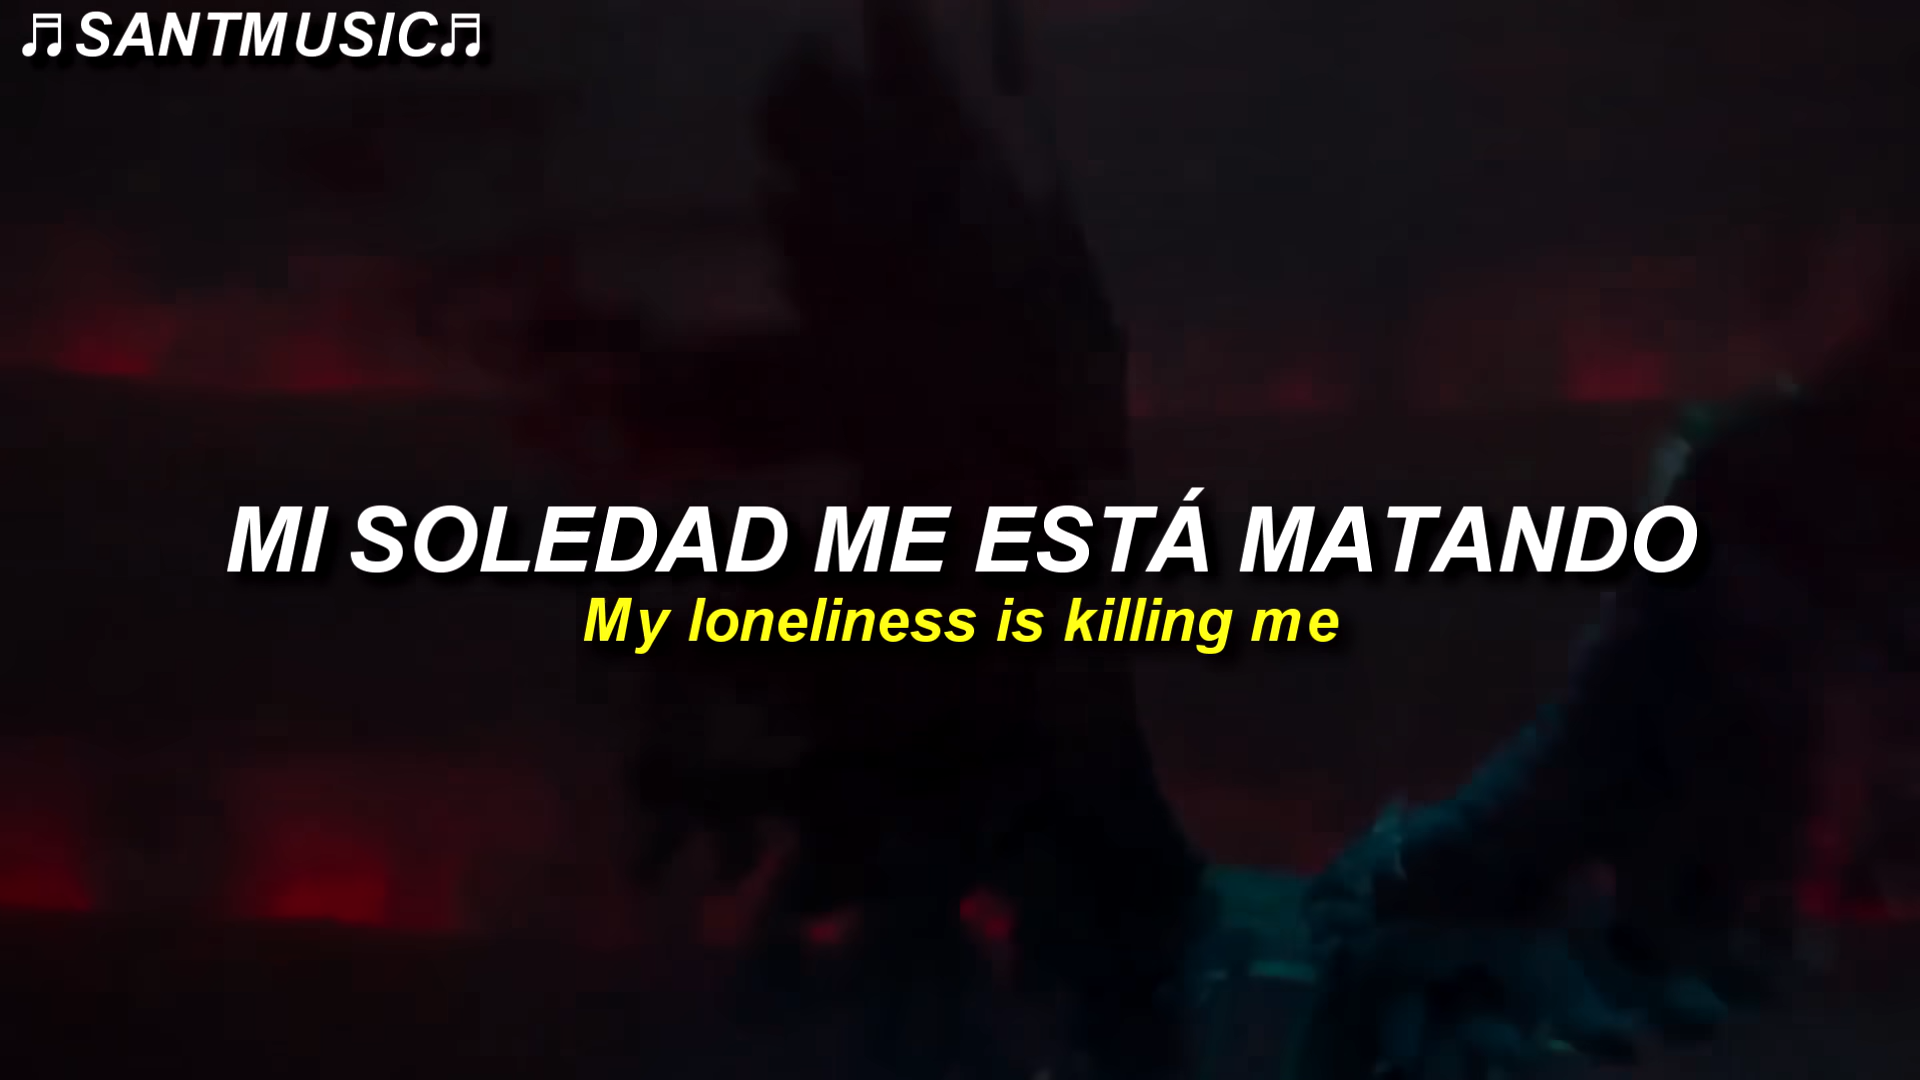 ♫SANTMUSIC♫
MI SOLEDAD ME ESTÁ MATANDO
My loneliness is killing me